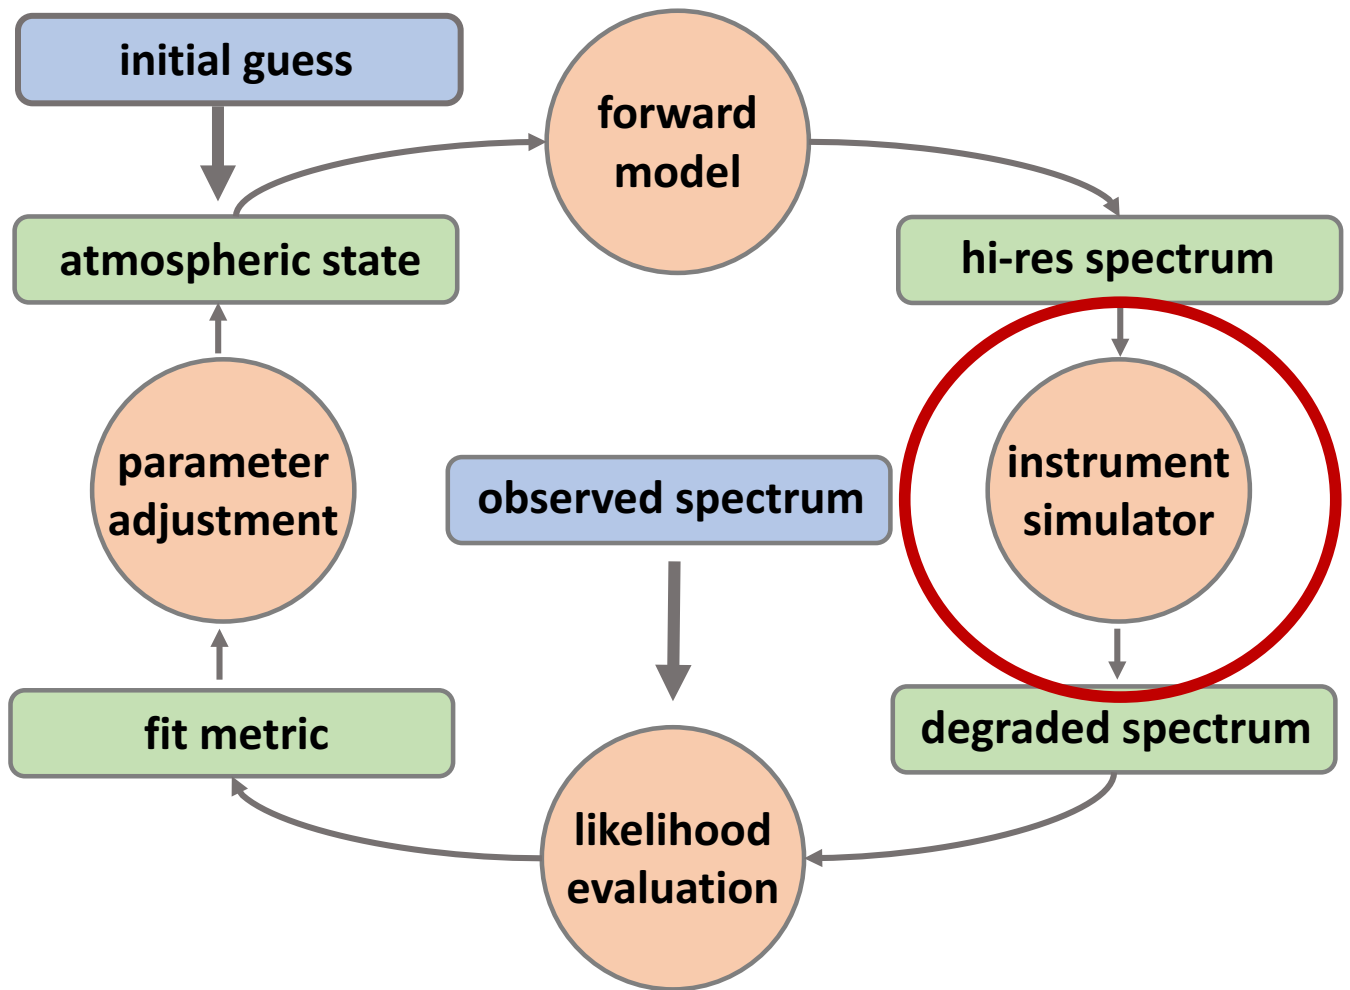 initial guess
forward
model
atmospheric state
hi-res spectrum
parameter
adjustment
observed spectrum
instrument
simulator
fit metric
degraded spectrum
likelihood
evaluation